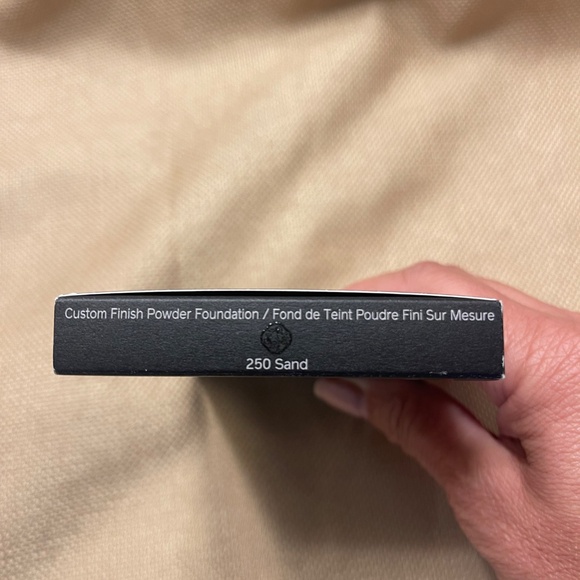 Custom Finish Powder Foundation / Fond de Teint Poudre Fini Sur Mesure
250 Sand